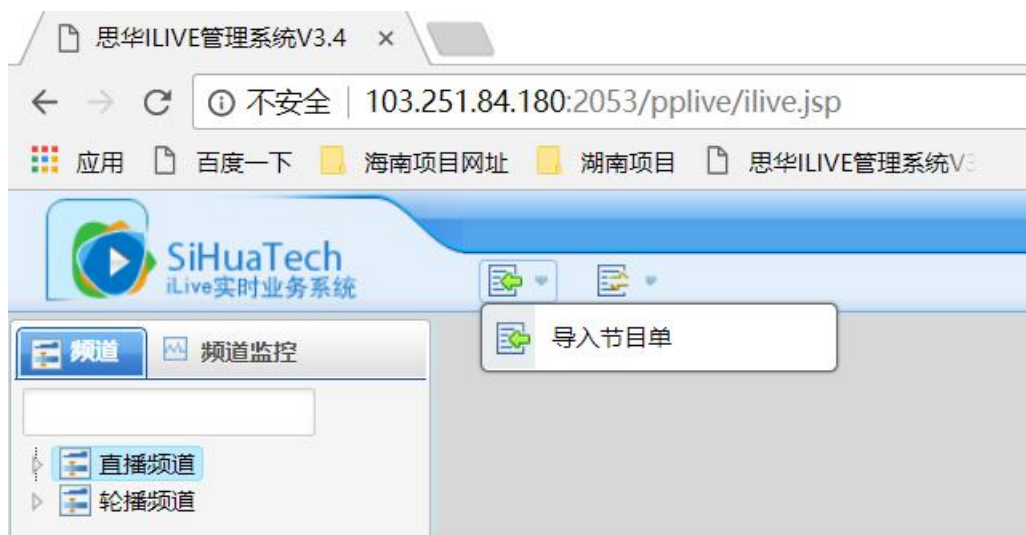 思华ILIVE管理系统V3.4
不安全 103.251.84.180:2053/pplive/ilive.jsp
应用 百度一下 海南项目网址 湖南项目 思华ILIVE管理系统V3
SiHuaTech
iLive实时业务系统
导入节目单
频道 频道监控
直播频道
轮播频道